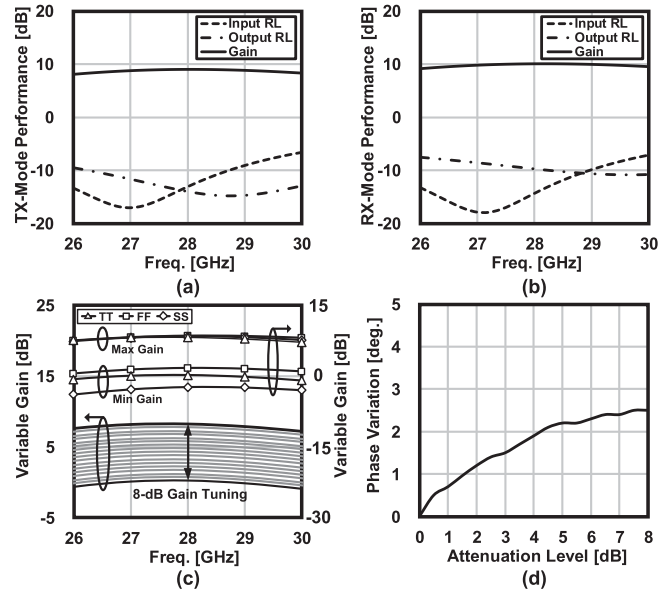 TX-Mode Performance [dB]
20
10
0
-10
-20
Input RL
Output RL
Gain
26 27 28 29 30
Freq. [GHz]
(a)
RX-Mode Performance [dB]
20
10
0
-10
-20
Input RL
Output RL
Gain
26 27 28 29 30
Freq. [GHz]
(b)
Variable Gain [dB]
25
15
5
-5
TT FF SS
Max Gain
Min Gain
8-dB Gain Tuning
15
0
-15
-30
Variable Gain [dB]
26 27 28 29 30
Freq. [GHz]
(c)
Phase Variation [deg.]
5
4
3
2
1
0
0 1 2 3 4 5 6 7 8
Attenuation Level [dB]
(d)